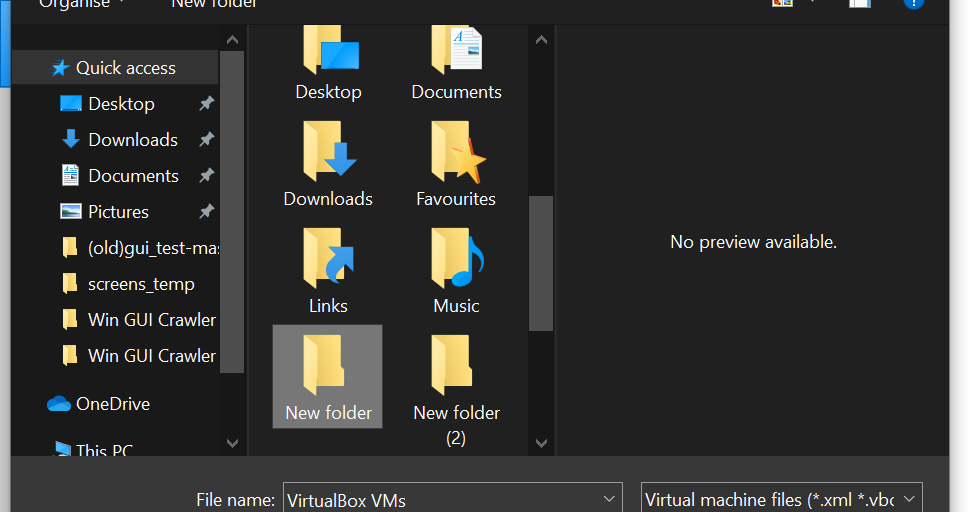 Organise
New folder
Quick access
Desktop
Downloads
Documents
Pictures
(old)gui_test-mas
screens_temp
Win GUI Crawler
Win GUI Crawler
OneDrive
This PC
Desktop
Documents
Downloads
Favourites
Links
Music
New folder
New folder
(2)
No preview available.
File name:
VirtualBox VMs
Virtual machine files (*.xml *.vbo